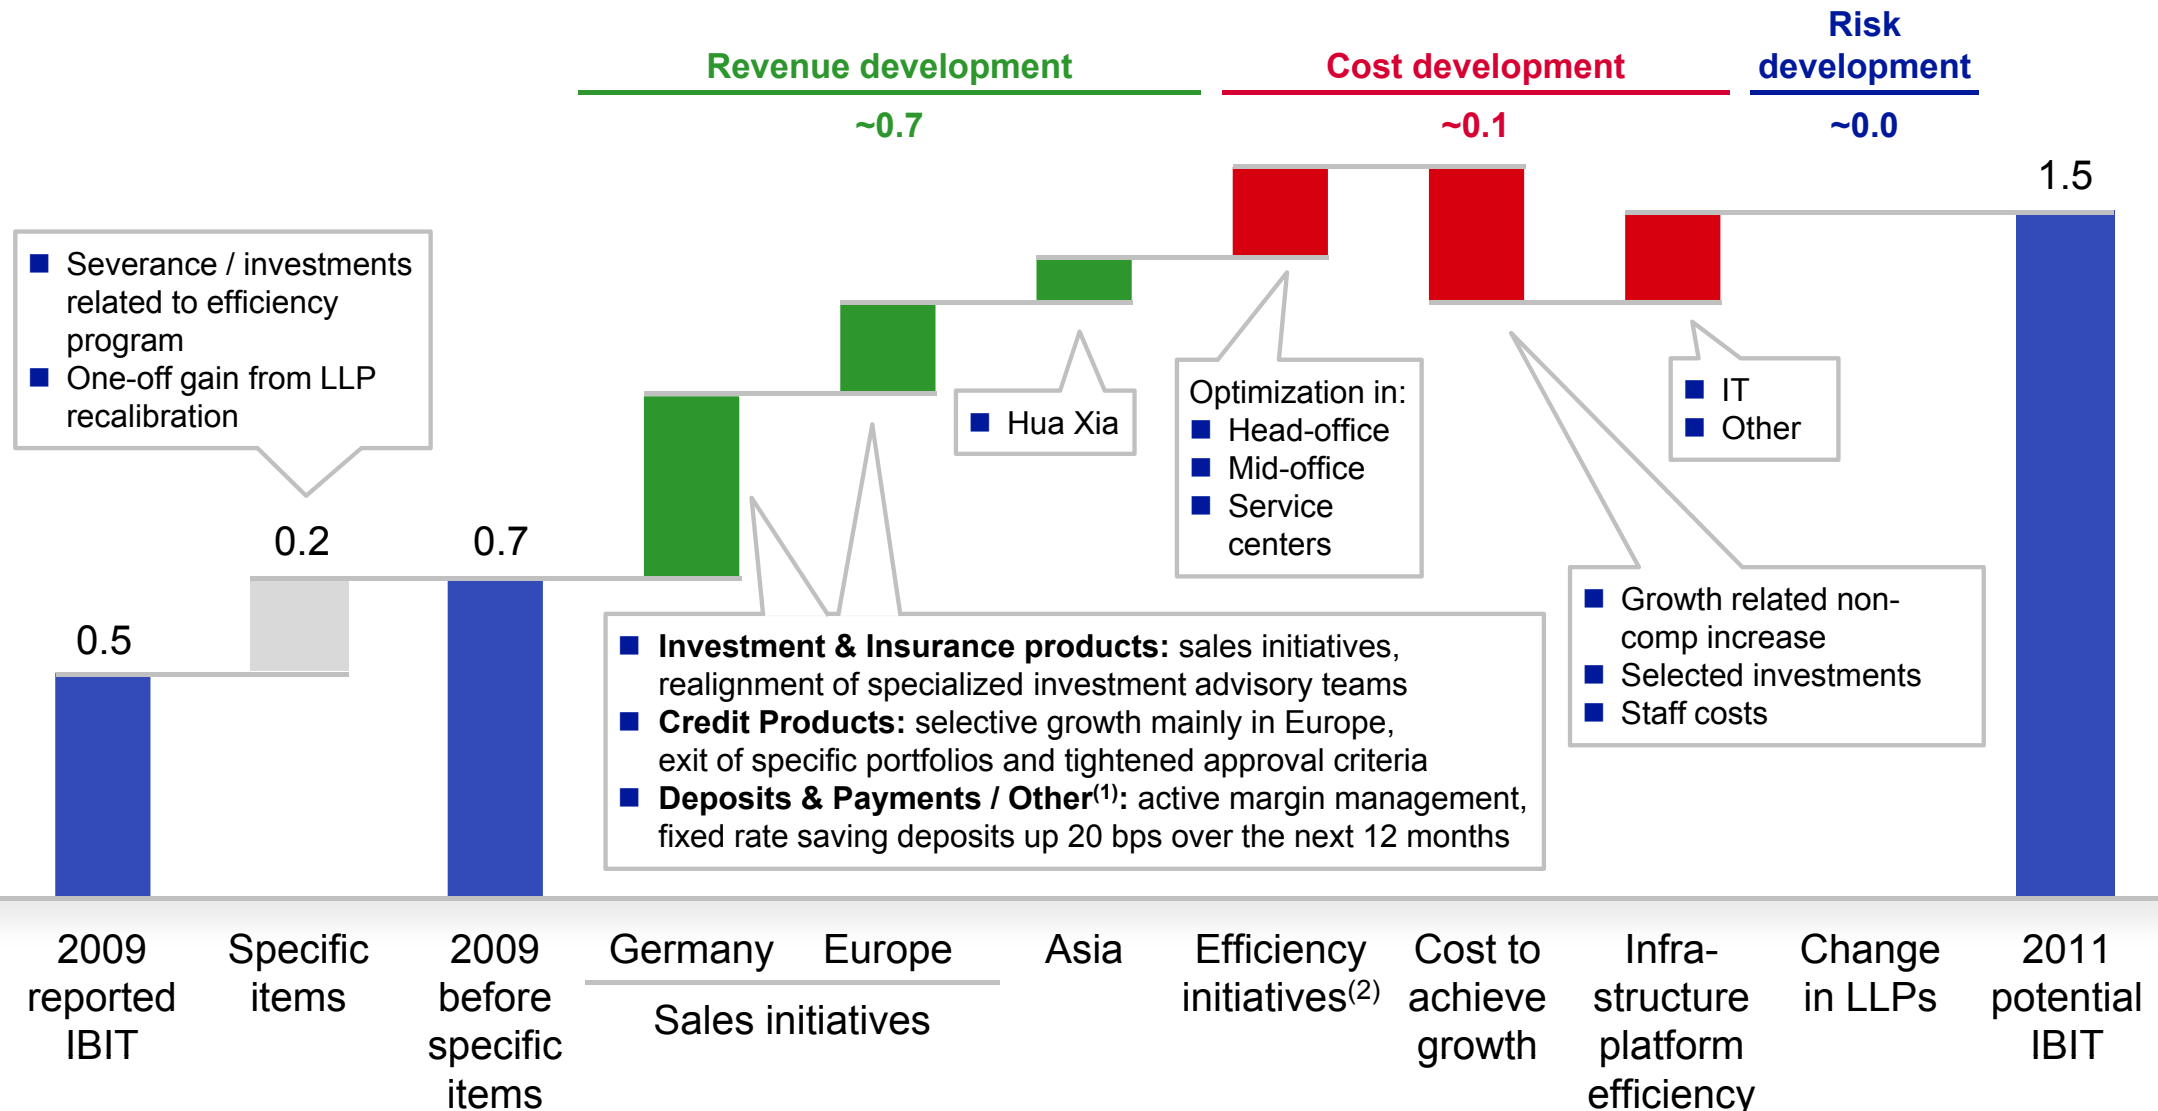 Revenue development
~0.7
Cost development
~0.1
Risk
development
~0.0
1.5
Severance / investments
related to efficiency
program
One-off gain from LLP
recalibration
0.2
0.7
0.5
Hua Xia
Optimization in:
Head-office
Mid-office
Service
centers
IT
Other
Growth related non-
comp increase
Selected investments
Staff costs
Investment & Insurance products: sales initiatives,
realignment of specialized investment advisory teams
Credit Products: selective growth mainly in Europe,
exit of specific portfolios and tightened approval criteria
Deposits & Payments / Other(1): active margin management,
fixed rate saving deposits up 20 bps over the next 12 months
2009
reported
IBIT
Specific
items
2009
before
specific
items
Germany
Europe
Sales initiatives
Asia
Efficiency
initiatives(2)
Cost to
achieve
growth
Infra-
structure
platform
efficiency
Change
in LLPs
2011
potential
IBIT